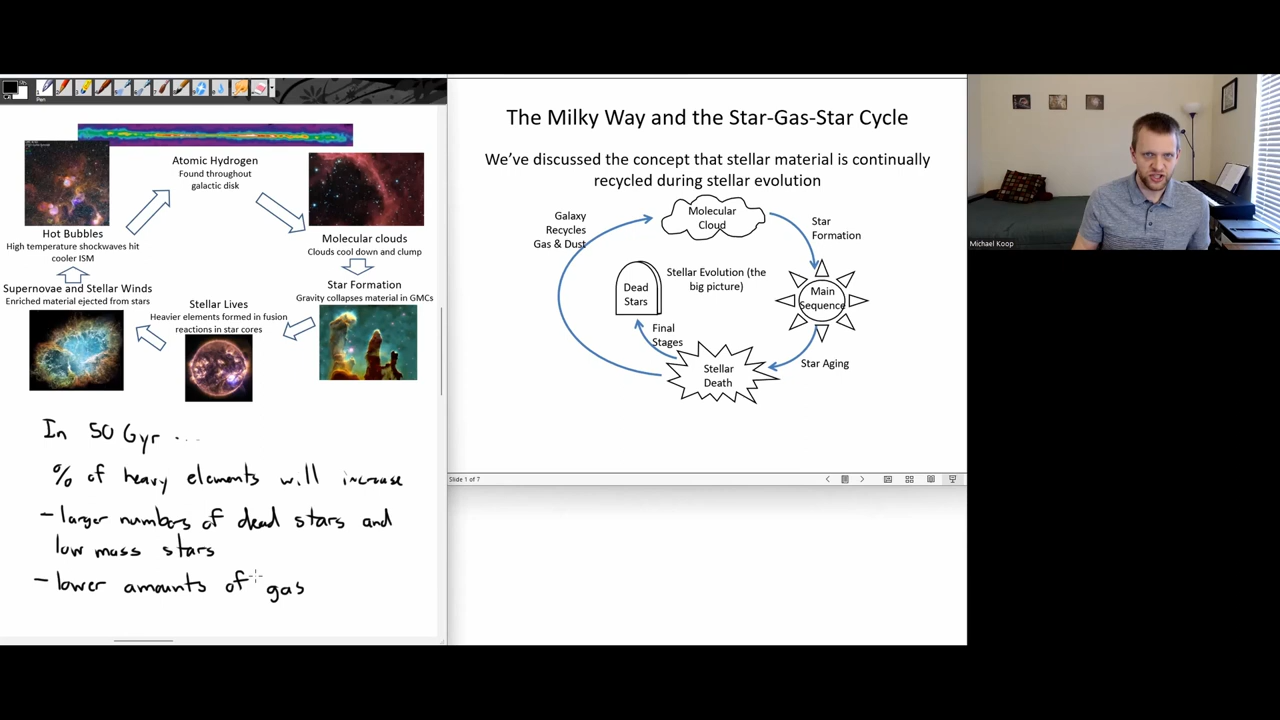 Pen
Atomic Hydrogen
Found throughout
galactic disk
Hot Bubbles
High temperature shockwaves hit
cooler ISM
Molecular clouds
Clouds cool down and clump
Supernovae and Stellar Winds
Enriched material ejected from stars
Star Formation
Gravity collapses material in GMCs
Stellar Lives
Heavier elements formed in fusion
reactions in star cores
In 50 Gyr ....
% of heavy elements will increase
- larger numbers of dead stars and
low mass stars
- lower amounts of gas
The Milky Way and the Star-Gas-Star Cycle
We've discussed the concept that stellar material is continually
recycled during stellar evolution
Galaxy
Recycles
Gas & Dust
Molecular
Cloud
Star
Formation
Dead
Stars
Stellar Evolution (the
big picture)
Main
Sequence
Final
Stages
Stellar
Death
Star Aging
Slide 1 of 7
Michael Koop